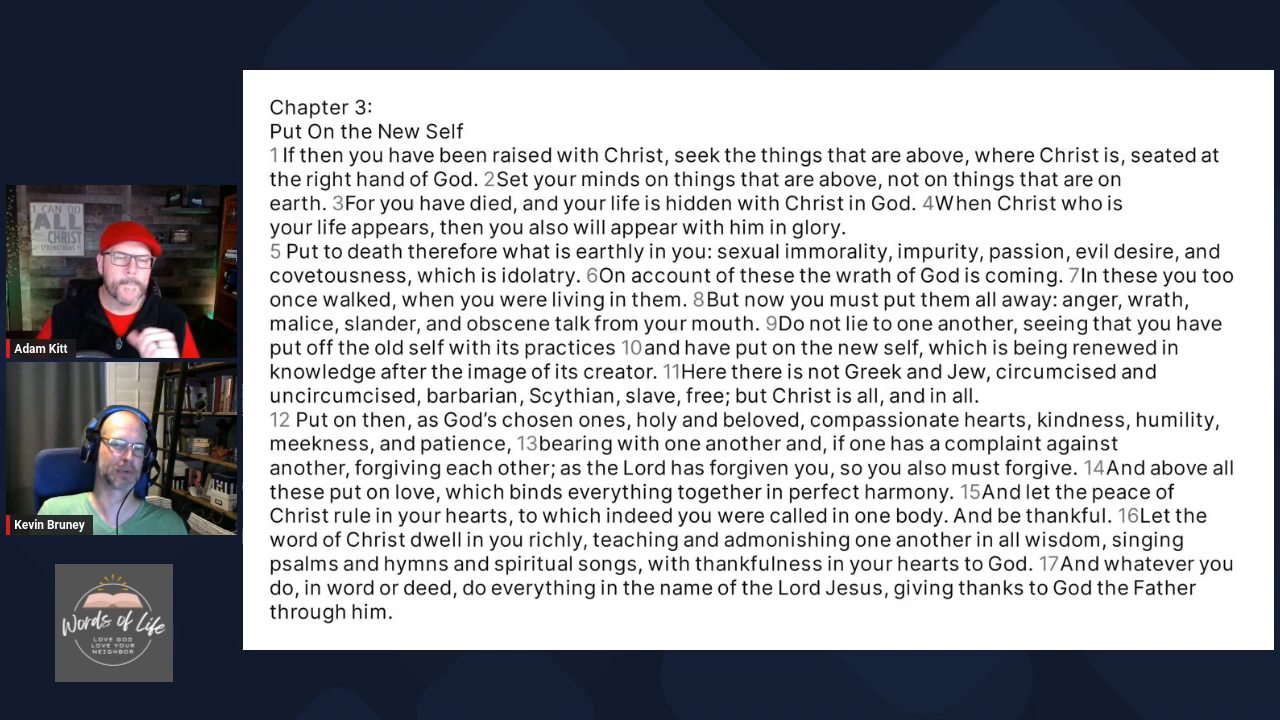 Chapter 3:
Put On the New Self
1 If then you have been raised with Christ, seek the things that are above, where Christ is, seated at
the right hand of God. 2Set your minds on things that are above, not on things that are on
earth. 3For you have died, and your life is hidden with Christ in God. 4When Christ who is
your life appears, then you also will appear with him in glory.
5 Put to death therefore what is earthly in you: sexual immorality, impurity, passion, evil desire, and
covetousness, which is idolatry. 6On account of these the wrath of God is coming. 7In these you too
once walked, when you were living in them. 8But now you must put them all away: anger, wrath,
malice, slander, and obscene talk from your mouth. 9Do not lie to one another, seeing that you have
put off the old self with its practices 10and have put on the new self, which is being renewed in
knowledge after the image of its creator. 11Here there is not Greek and Jew, circumcised and
uncircumcised, barbarian, Scythian, slave, free; but Christ is all, and in all.
12 Put on then, as God’s chosen ones, holy and beloved, compassionate hearts, kindness, humility,
meekness, and patience, 13bearing with one another and, if one has a complaint against
another, forgiving each other; as the Lord has forgiven you, so you also must forgive. 14And above all
these put on love, which binds everything together in perfect harmony. 15And let the peace of
Christ rule in your hearts, to which indeed you were called in one body. And be thankful. 16Let the
word of Christ dwell in you richly, teaching and admonishing one another in all wisdom, singing
psalms and hymns and spiritual songs, with thankfulness in your hearts to God. 17And whatever you
do, in word or deed, do everything in the name of the Lord Jesus, giving thanks to God the Father
through him.
I CAN DO
ALL
CHRIST
Adam Kitt
Kevin Bruney
Words of Life
LOVE GOD
LOVE YOUR
NEIGHBOR